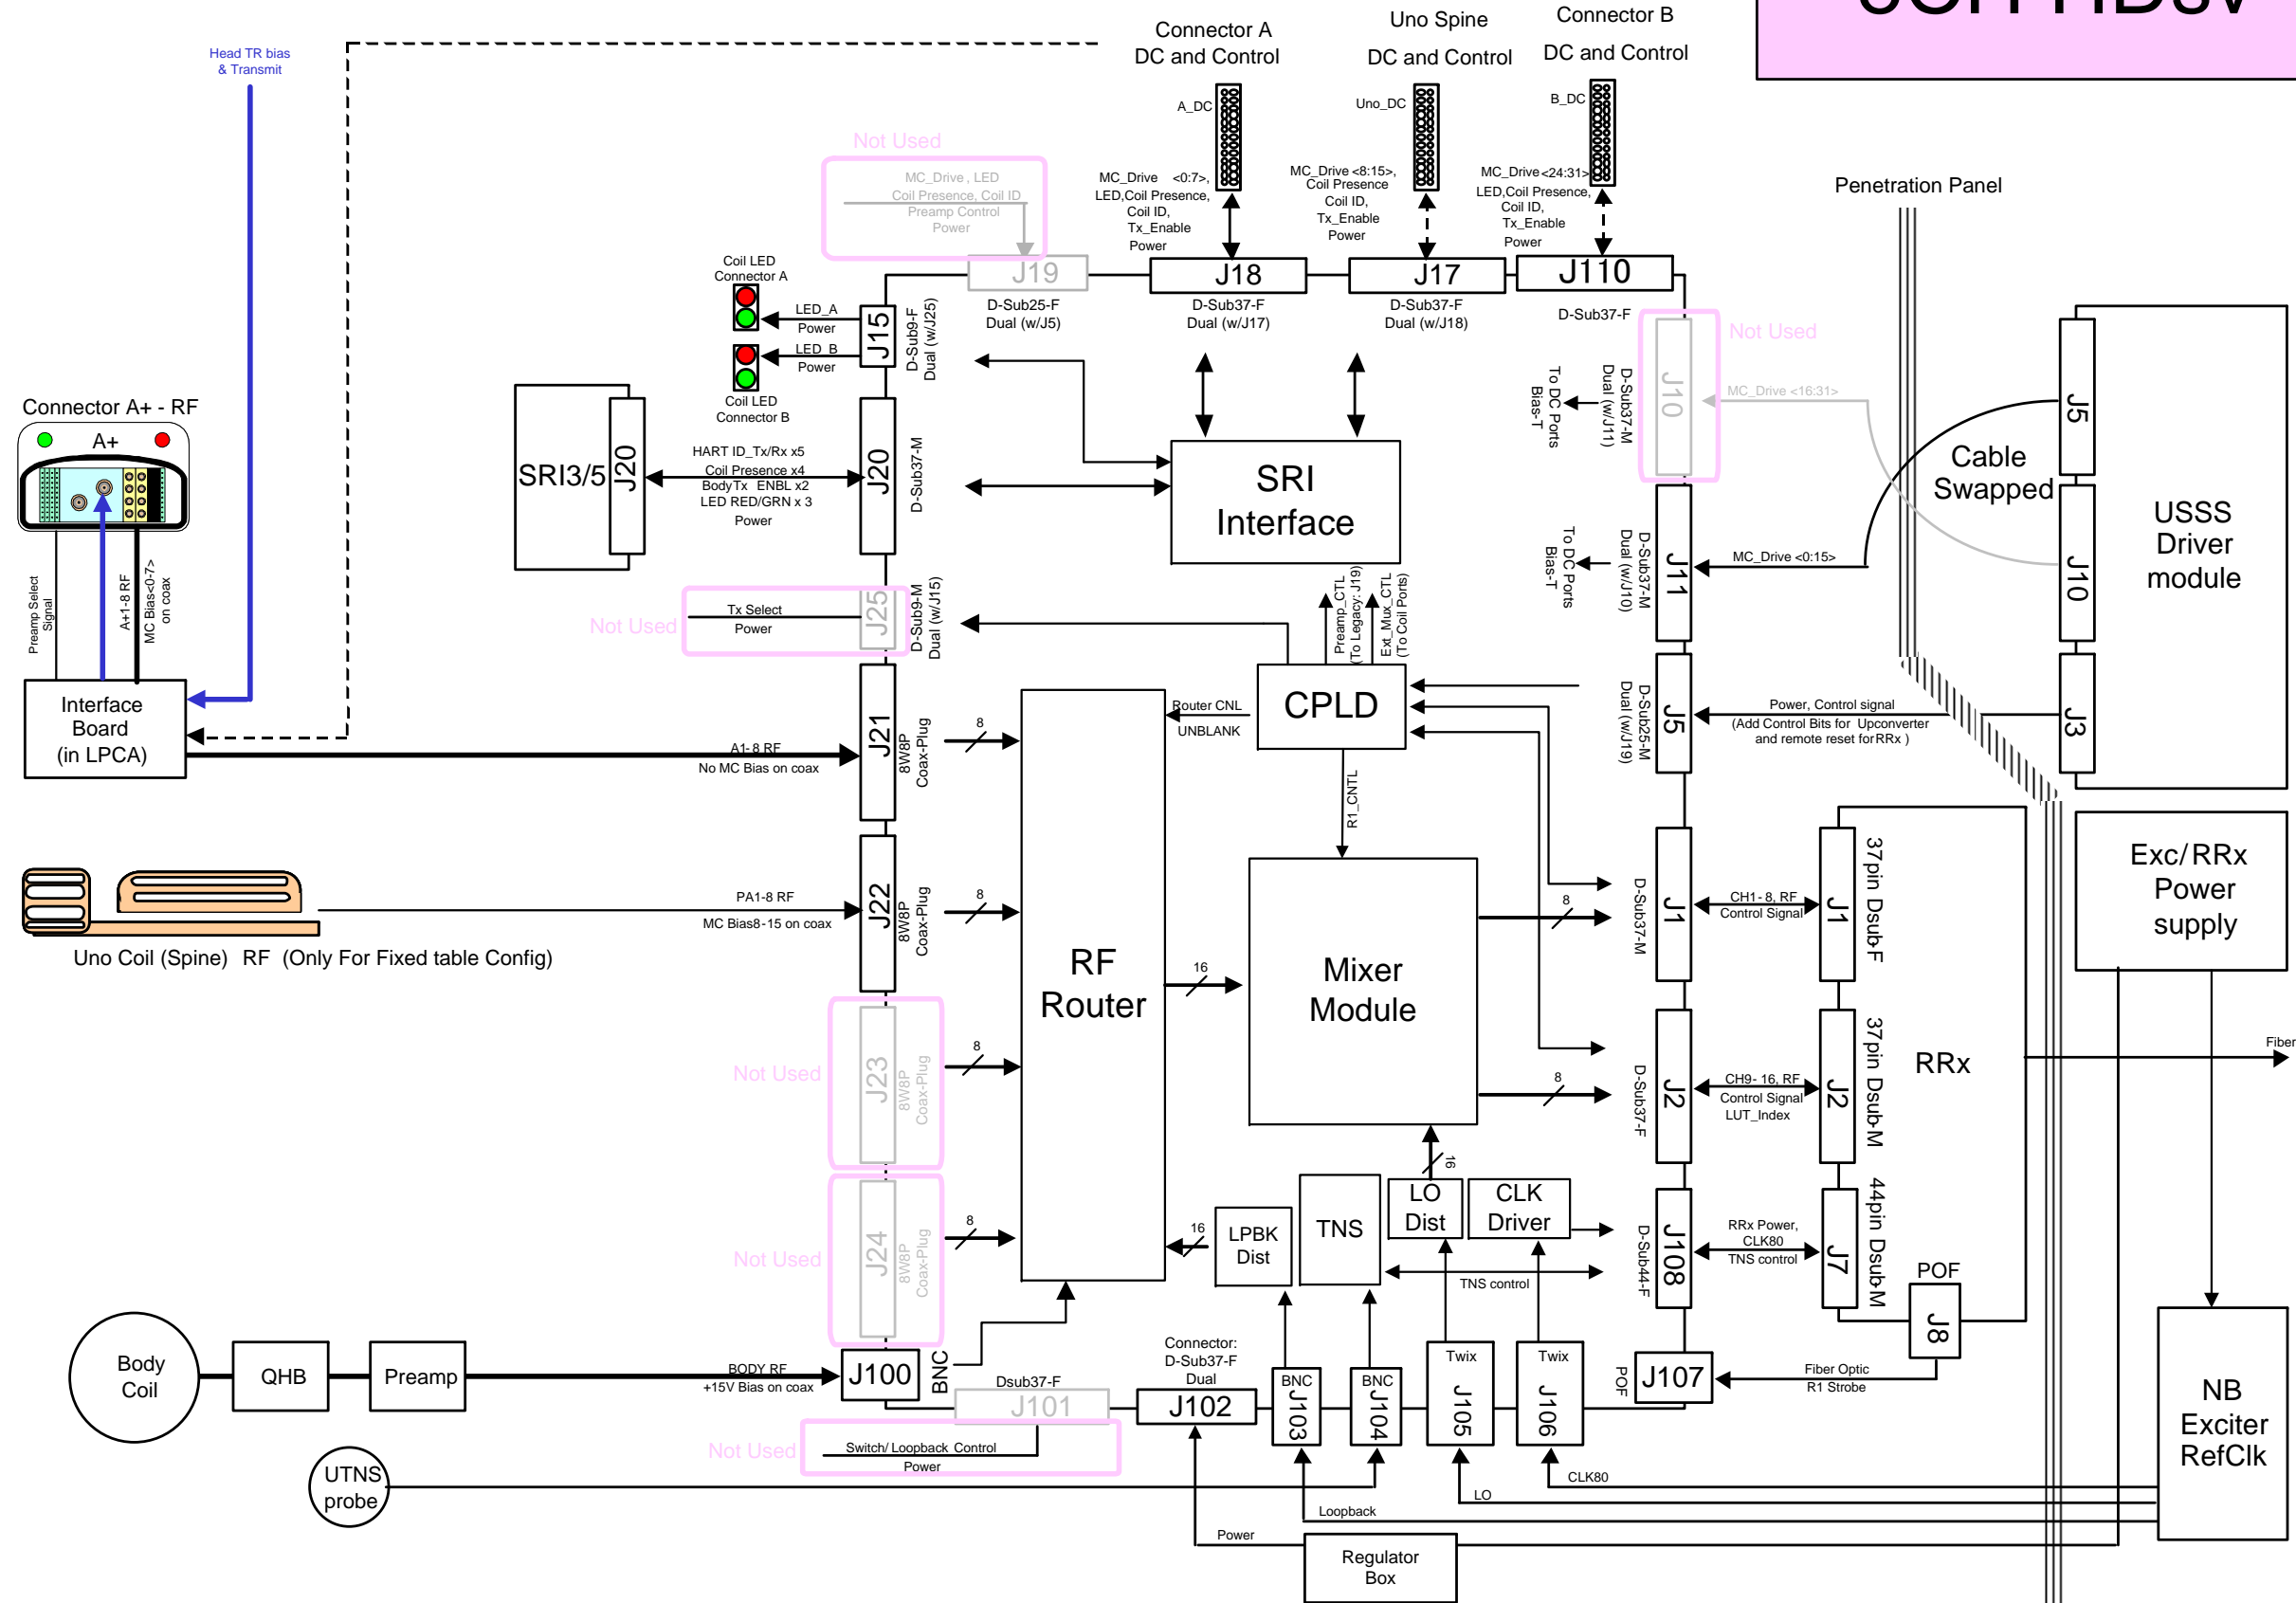 Connector A
DC and Control
Uno Spine
DC and Control
Connector B
DC and Control
Head TR bias
& Transmit
A_DC
Uno_DC
B_DC
Not Used
MC_Drive , LED
Coil Presence, Coil ID
Preamp Control
Power
MC_Drive <0:7>,
LED,Coil Presence,
Coil ID,
Tx_Enable
Power
MC_Drive <8:15>,
Coil Presence
Coil ID,
Tx_Enable
Power
MC_Drive <24:31>
LED,Coil Presence,
Coil ID,
Tx_Enable
Power
Penetration Panel
J19
J18
J17
J110
D-Sub25-F
Dual (w/J5)
D-Sub37-F
Dual (w/J17)
D-Sub37-F
Dual (w/J18)
D-Sub37-F
Coil LED
Connector A
LED_A
Power
LED_B
Power
Coil LED
Connector B
J15
D-Sub9-F
Dual (w/J25)
Not Used
J10
D-Sub37-M
Dual (w/J11)
To DC Ports
Bias-T
MC_Drive <16:31>
J5
Cable
Swapped
J10
USSS
Driver
module
J3
Connector A+ - RF
A+
SRI3/5
J20
HART ID_Tx/Rx x5
Coil Presence x4
BodyTx ENBL x2
LED RED/GRN x 3
Power
J20
D-Sub37-M
SRI
Interface
J11
D-Sub37-M
Dual (w/J10)
To DC Ports
Bias-T
MC_Drive <0:15>
Preamp Select
Signal
A+1-8 RF
MC Bias<0-7>
on coax
Not Used
Tx Select
Power
J25
D-Sub9-M
Dual (w/J15)
Preamp_CTL
(To Legacy: J19)
Ext_Mux_CTL
(To Coil Ports)
Interface
Board
(in LPCA)
A1-8 RF
No MC Bias on coax
J21
8W8P
Coax-Plug
8
Router CNL
UNBLANK
CPLD
R1_CNTL
J5
D-Sub25-M
Dual (w/J19)
Power, Control signal
(Add Control Bits for Upconverter
and remote reset forRRx )
Uno Coil (Spine) RF (Only For Fixed table Config)
PA1-8 RF
MC Bias8-15 on coax
J22
8W8P
Coax-Plug
8
RF
Router
16
Mixer
Module
8
8
J1
D-Sub37-M
CH1- 8, RF
Control Signal
J1
37pin Dsub-F
Exc/RRx
Power
supply
Not Used
J23
8W8P
Coax-Plug
8
J2
D-Sub37-F
CH9- 16, RF
Control Signal
LUT_Index
J2
37pin Dsub-M
RRx
Fiber
Not Used
J24
8W8P
Coax-Plug
8
16
LPBK
Dist
TNS
16
LO
Dist
CLK
Driver
TNS control
J108
D-Sub44-F
RRx Power,
CLK80
TNS control
J7
44pin Dsub-M
POF
J8
Body
Coil
QHB
Preamp
BODY RF
+15V Bias on coax
J100
BNC
Dsub37-F
J101
Not Used
Switch/ Loopback Control
Power
Connector:
D-Sub37-F
Dual
J102
BNC
J103
BNC
J104
Twix
J105
Twix
J106
POF
J107
Fiber Optic
R1 Strobe
NB
Exciter
RefClk
UTNS
probe
CLK80
LO
Loopback
Power
Regulator
Box